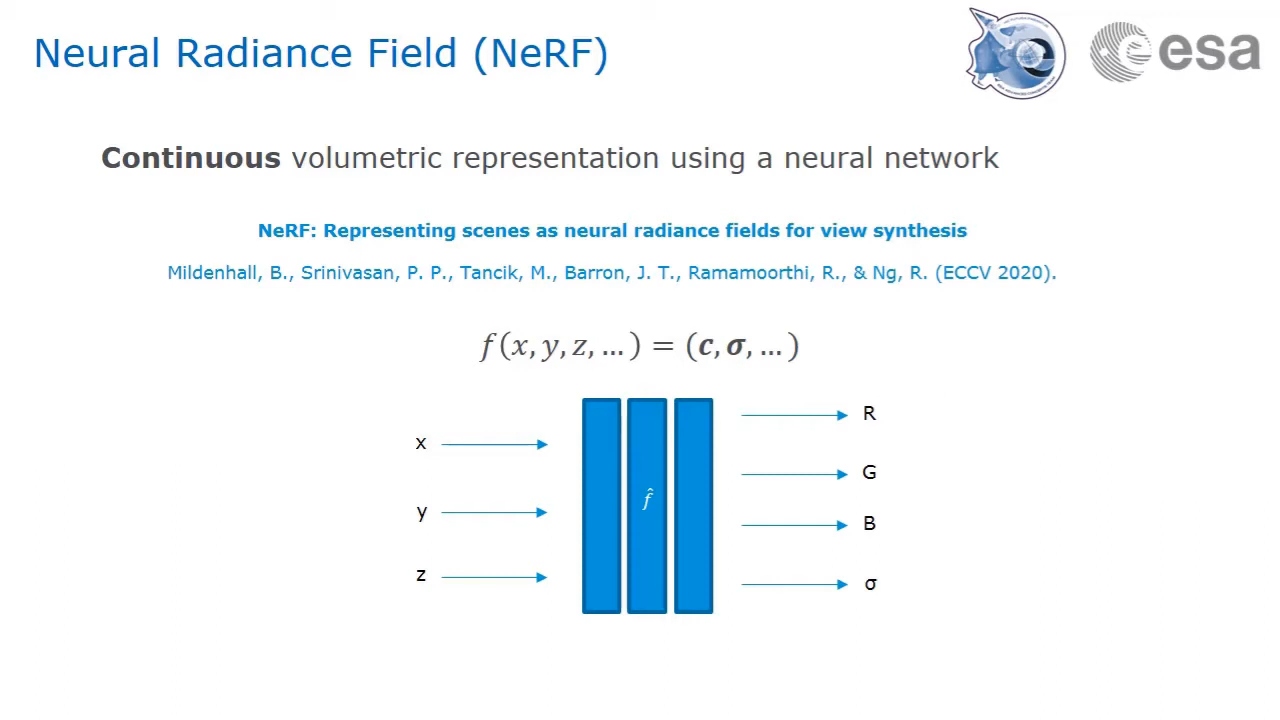 Neural Radiance Field (NeRF)
esa
Continuous volumetric representation using a neural network
NeRF: Representing scenes as neural radiance fields for view synthesis
Mildenhall, B., Srinivasan, P. P., Tancik, M., Barron, J. T., Ramamoorthi, R., & Ng, R. (ECCV 2020).
f(x, y, z, … ) = (c, σ, … )
R
x
G
f̂
y
B
z
σ